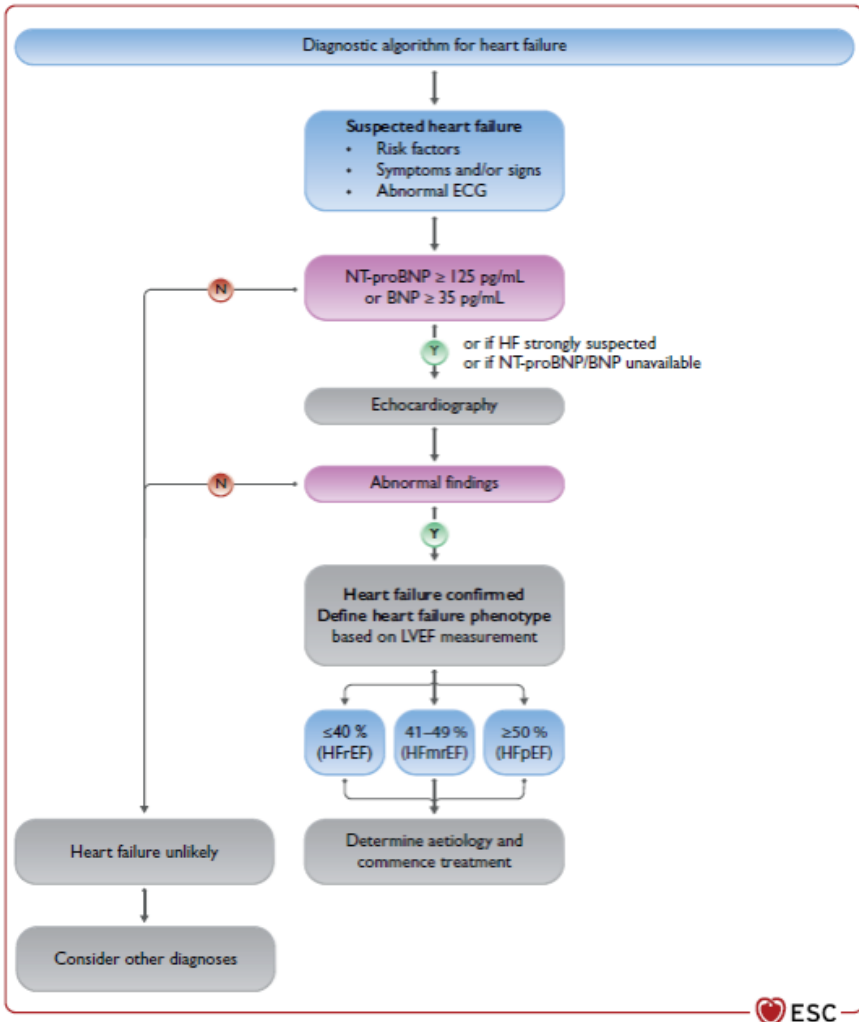 Diagnostic algorithm for heart failure
Suspected heart failure
• Risk factors
• Symptoms and/or signs
• Abnormal ECG
NT-proBNP ≥ 125 pg/mL
or BNP ≥ 35 pg/mL
N
Y
or if HF strongly suspected
or if NT-proBNP/BNP unavailable
Echocardiography
N
Abnormal findings
Y
Heart failure confirmed
Define heart failure phenotype
based on LVEF measurement
≤40 %
(HFrEF)
41–49 %
(HFmrEF)
≥50 %
(HFpEF)
Heart failure unlikely
Determine aetiology and
commence treatment
Consider other diagnoses
ESC